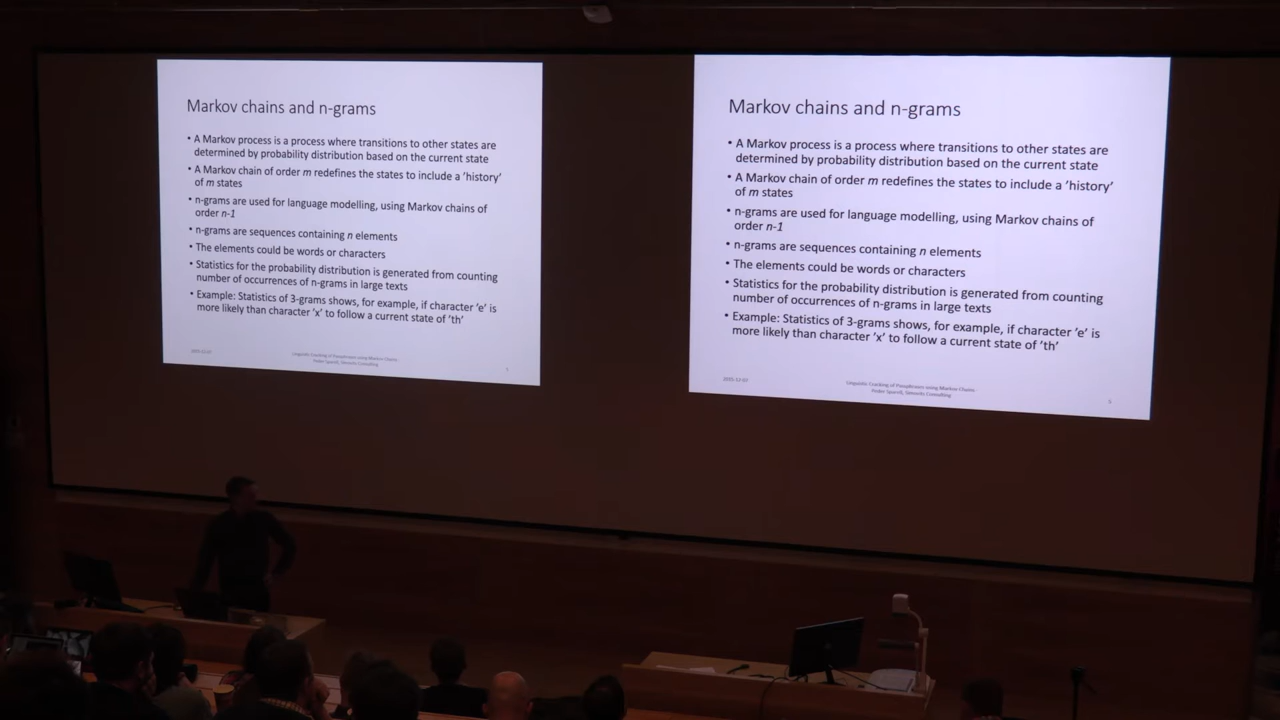 Markov chains and n-grams
• A Markov process is a process where transitions to other states are
determined by probability distribution based on the current state
• A Markov chain of order m redefines the states to include a 'history'
of m states
• n-grams are used for language modelling, using Markov chains of
order n-1
• n-grams are sequences containing n elements
• The elements could be words or characters
• Statistics for the probability distribution is generated from counting
number of occurrences of n-grams in large texts
• Example: Statistics of 3-grams shows, for example, if character 'e' is
more likely than character 'x' to follow a current state of 'th'
Linguistic Cracking of Passphrases using Markov Chains
Markov chains and n-grams
• A Markov process is a process where transitions to other states are
determined by probability distribution based on the current state
• A Markov chain of order m redefines the states to include a 'history'
of m states
• n-grams are used for language modelling, using Markov chains of
order n-1
• n-grams are sequences containing n elements
• The elements could be words or characters
• Statistics for the probability distribution is generated from counting
number of occurrences of n-grams in large texts
• Example: Statistics of 3-grams shows, for example, if character 'e' is
more likely than character 'x' to follow a current state of 'th'
Linguistic Cracking of Passphrases using Markov Chains